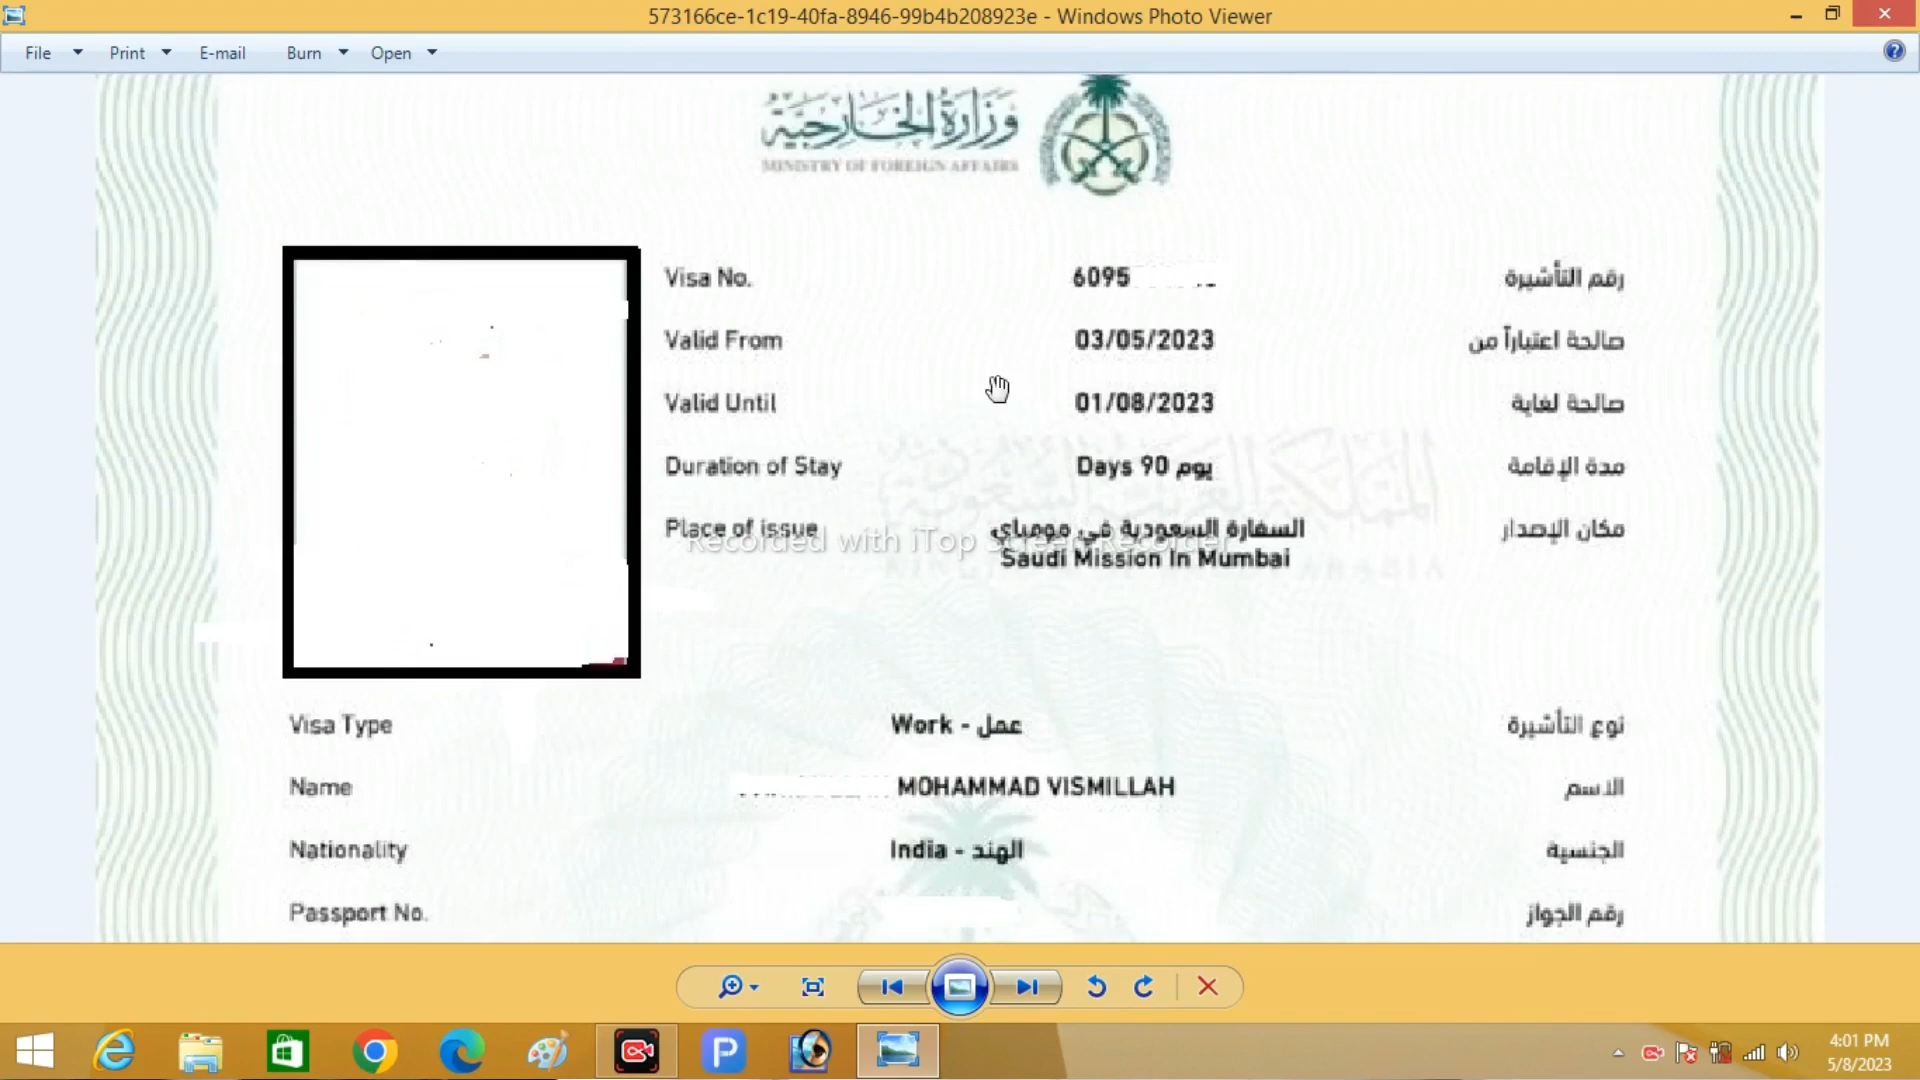 573166ce-1c19-40fa-8946-99b4b208923e - Windows Photo Viewer
File Print E-mail Burn Open
وزارة الخارجية
MINISTRY OF FOREIGN AFFAIRS
Visa No. 6095 رقم التأشيرة
Valid From 03/05/2023 صالحة اعتباراً من
Valid Until 01/08/2023 صالحة لغاية
Duration of Stay Days 90 يوم مدة الإقامة
Place of issue السفارة السعودية في مومباي مكان الإصدار
Recorded with iTop Screen Recorder
Saudi Mission In Mumbai
Visa Type Work - عمل نوع التأشيرة
Name MOHAMMAD VISMILLAH الاسم
Nationality India - الهند الجنسية
Passport No. رقم الجواز
4:01 PM
5/8/2023